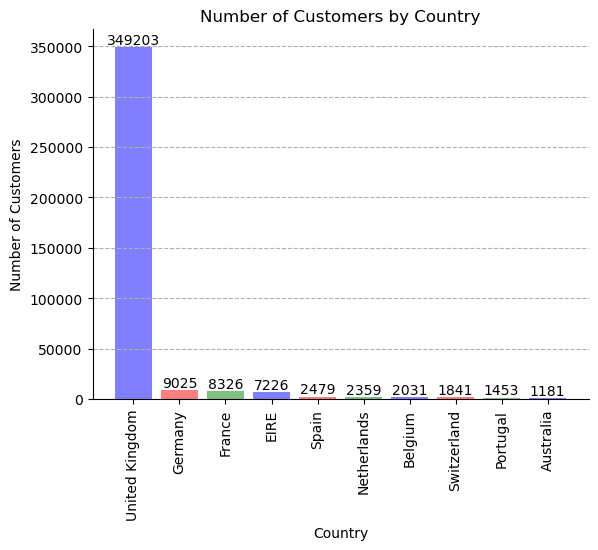 Number of Customers by Country
Number of Customers
350000
300000
250000
200000
150000
100000
50000
0
349203
9025
8326
7226
2479
2359
2031
1841
1453
1181
United Kingdom
Germany
France
EIRE
Spain
Netherlands
Belgium
Switzerland
Portugal
Australia
Country